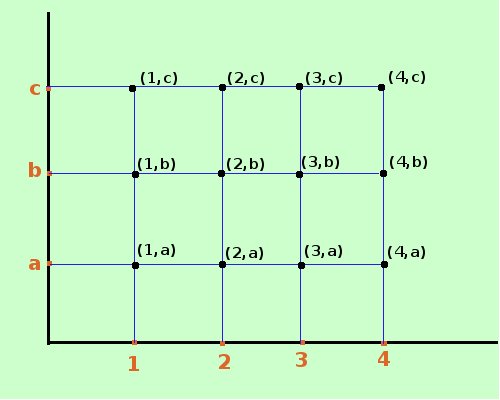 c (1,c) (2,c) (3,c) (4,c)
b (1,b) (2,b) (3,b) (4,b)
a (1,a) (2,a) (3,a) (4,a)
1 2 3 4